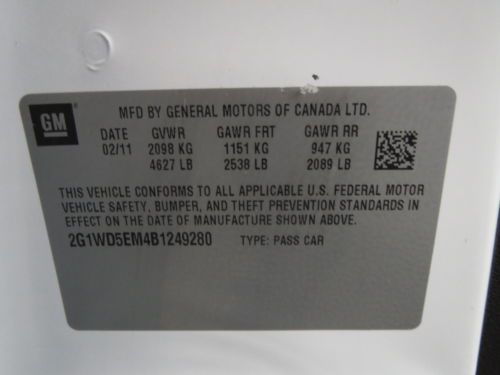 GM
MFD BY GENERAL MOTORS OF CANADA LTD.
DATE GVWR GAWR FRT GAWR RR
02/11 2098 KG 1151 KG 947 KG
4627 LB 2538 LB 2089 LB
THIS VEHICLE CONFORMS TO ALL APPLICABLE U.S. FEDERAL MOTOR
VEHICLE SAFETY, BUMPER, AND THEFT PREVENTION STANDARDS IN
EFFECT ON THE DATE OF MANUFACTURE SHOWN ABOVE.
2G1WD5EM4B1249280 TYPE: PASS CAR